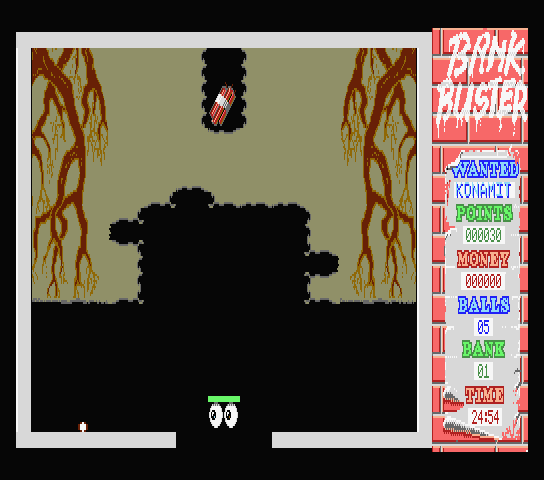 BANK
BUSTER
WANTED
KONAMIT
POINTS
000030
MONEY
000000
BALLS
05
BANK
01
TIME
24:54